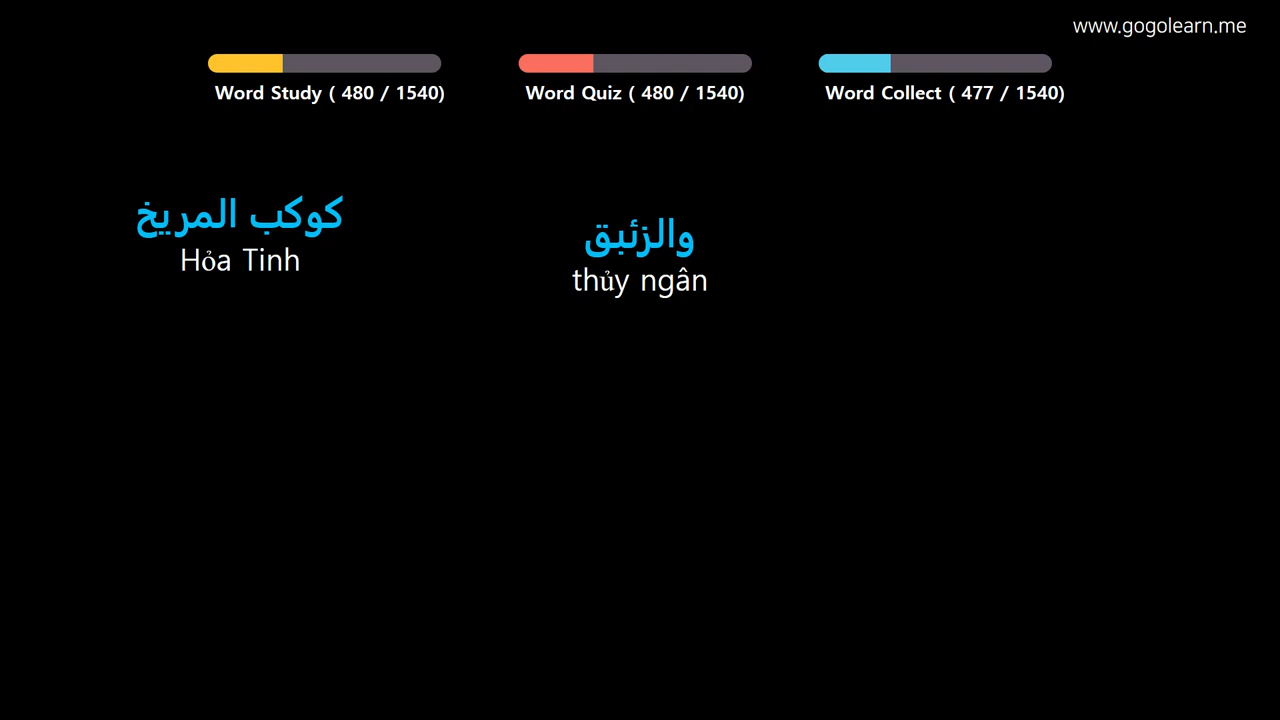 www.gogolearn.me
Word Study ( 480 / 1540)
Word Quiz ( 480 / 1540)
Word Collect ( 477 / 1540)
كوكب المريخ
Hỏa Tinh
والزئبق
thủy ngân